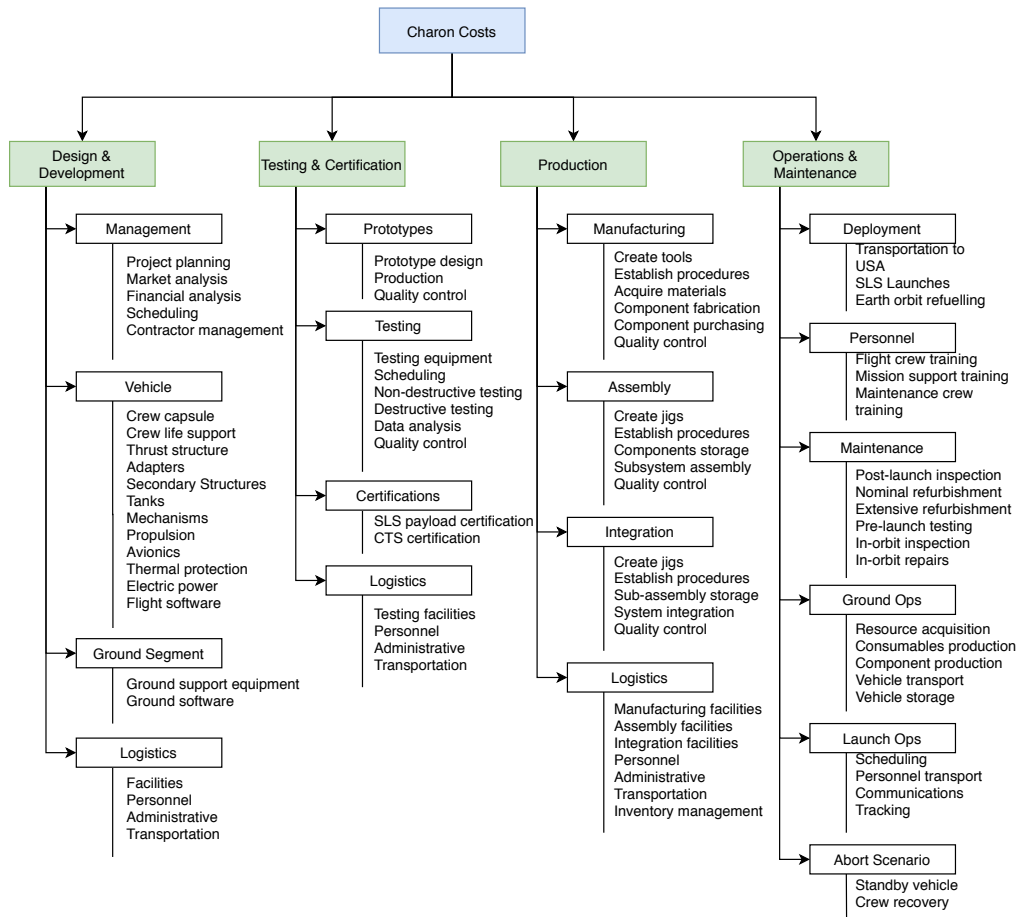 Charon Costs
Design &
Development
Management
Project planning
Market analysis
Financial analysis
Scheduling
Contractor management
Vehicle
Crew capsule
Crew life support
Thrust structure
Adapters
Secondary Structures
Tanks
Mechanisms
Propulsion
Avionics
Thermal protection
Electric power
Flight software
Ground Segment
Ground support equipment
Ground software
Logistics
Facilities
Personnel
Administrative
Transportation
Testing & Certification
Prototypes
Prototype design
Production
Quality control
Testing
Testing equipment
Scheduling
Non-destructive testing
Destructive testing
Data analysis
Quality control
Certifications
SLS payload certification
CTS certification
Logistics
Testing facilities
Personnel
Administrative
Transportation
Production
Manufacturing
Create tools
Establish procedures
Acquire materials
Component fabrication
Component purchasing
Quality control
Assembly
Create jigs
Establish procedures
Components storage
Subsystem assembly
Quality control
Integration
Create jigs
Establish procedures
Sub-assembly storage
System integration
Quality control
Logistics
Manufacturing facilities
Assembly facilities
Integration facilities
Personnel
Administrative
Transportation
Inventory management
Operations &
Maintenance
Deployment
Transportation to
USA
SLS Launches
Earth orbit refuelling
Personnel
Flight crew training
Mission support training
Maintenance crew
training
Maintenance
Post-launch inspection
Nominal refurbishment
Extensive refurbishment
Pre-launch testing
In-orbit inspection
In-orbit repairs
Ground Ops
Resource acquisition
Consumables production
Component production
Vehicle transport
Vehicle storage
Launch Ops
Scheduling
Personnel transport
Communications
Tracking
Abort Scenario
Standby vehicle
Crew recovery